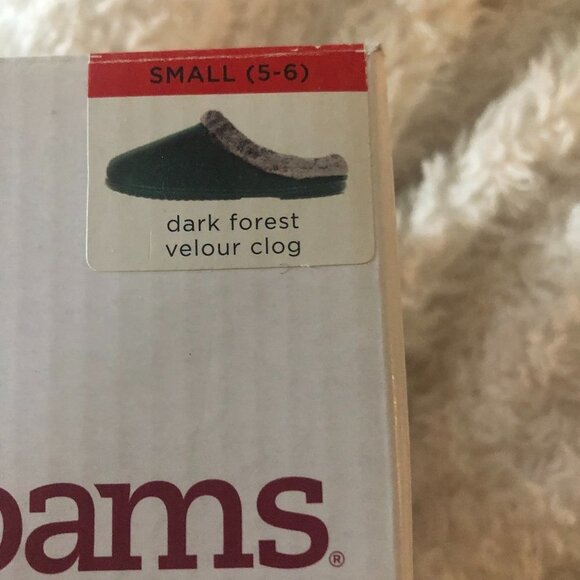 SMALL (5-6)
dark forest
velour clog
oams®